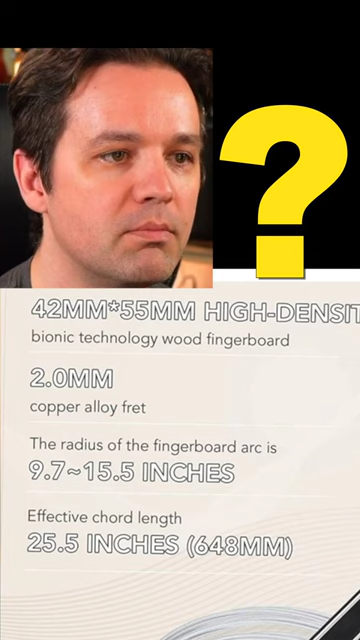 ?
42MM*55MM HIGH-DENSIT
bionic technology wood fingerboard
2.0MM
copper alloy fret
The radius of the fingerboard arc is
9.7~15.5 INCHES
Effective chord length
25.5 INCHES (648MM)